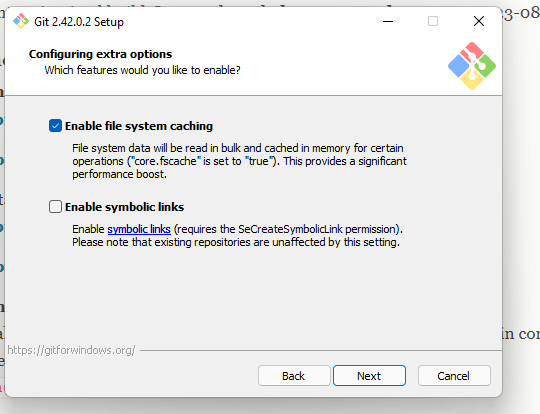 Git 2.42.0.2 Setup
23-08
Configuring extra options
Which features would you like to enable?
Enable file system caching
File system data will be read in bulk and cached in memory for certain
operations ("core.fscache" is set to "true"). This provides a significant
performance boost.
Enable symbolic links
Enable symbolic links (requires the SeCreateSymbolicLink permission).
Please note that existing repositories are unaffected by this setting.
https://gitforwindows.org/
Back
Next
Cancel